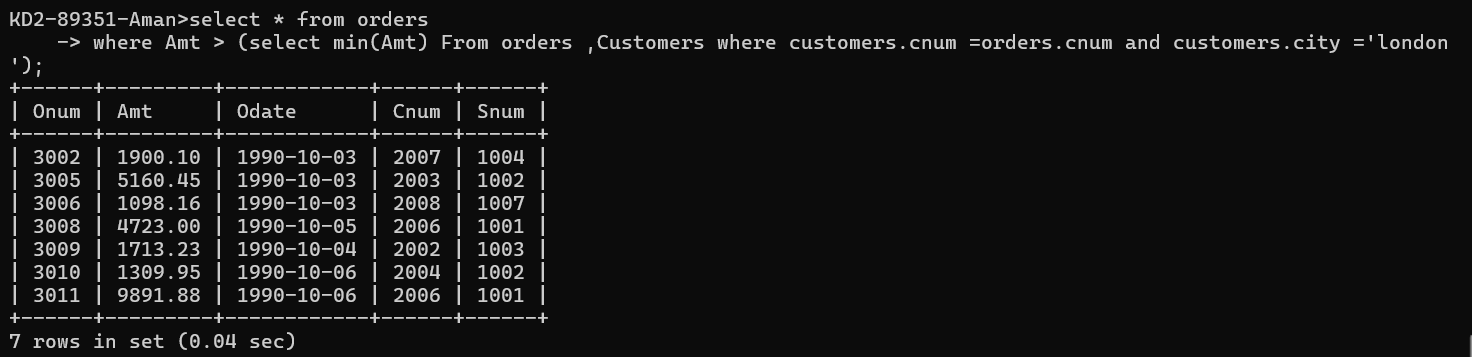 KD2-89351-Aman>select * from orders
    -> where Amt > (select min(Amt) From orders ,Customers where customers.cnum =orders.cnum and customers.city ='london
');
+------+---------+------------+------+------+
| Onum | Amt     | Odate      | Cnum | Snum |
+------+---------+------------+------+------+
| 3002 | 1900.10 | 1990-10-03 | 2007 | 1004 |
| 3005 | 5160.45 | 1990-10-03 | 2003 | 1002 |
| 3006 | 1098.16 | 1990-10-03 | 2008 | 1007 |
| 3008 | 4723.00 | 1990-10-05 | 2006 | 1001 |
| 3009 | 1713.23 | 1990-10-04 | 2002 | 1003 |
| 3010 | 1309.95 | 1990-10-06 | 2004 | 1002 |
| 3011 | 9891.88 | 1990-10-06 | 2006 | 1001 |
+------+---------+------------+------+------+
7 rows in set (0.04 sec)